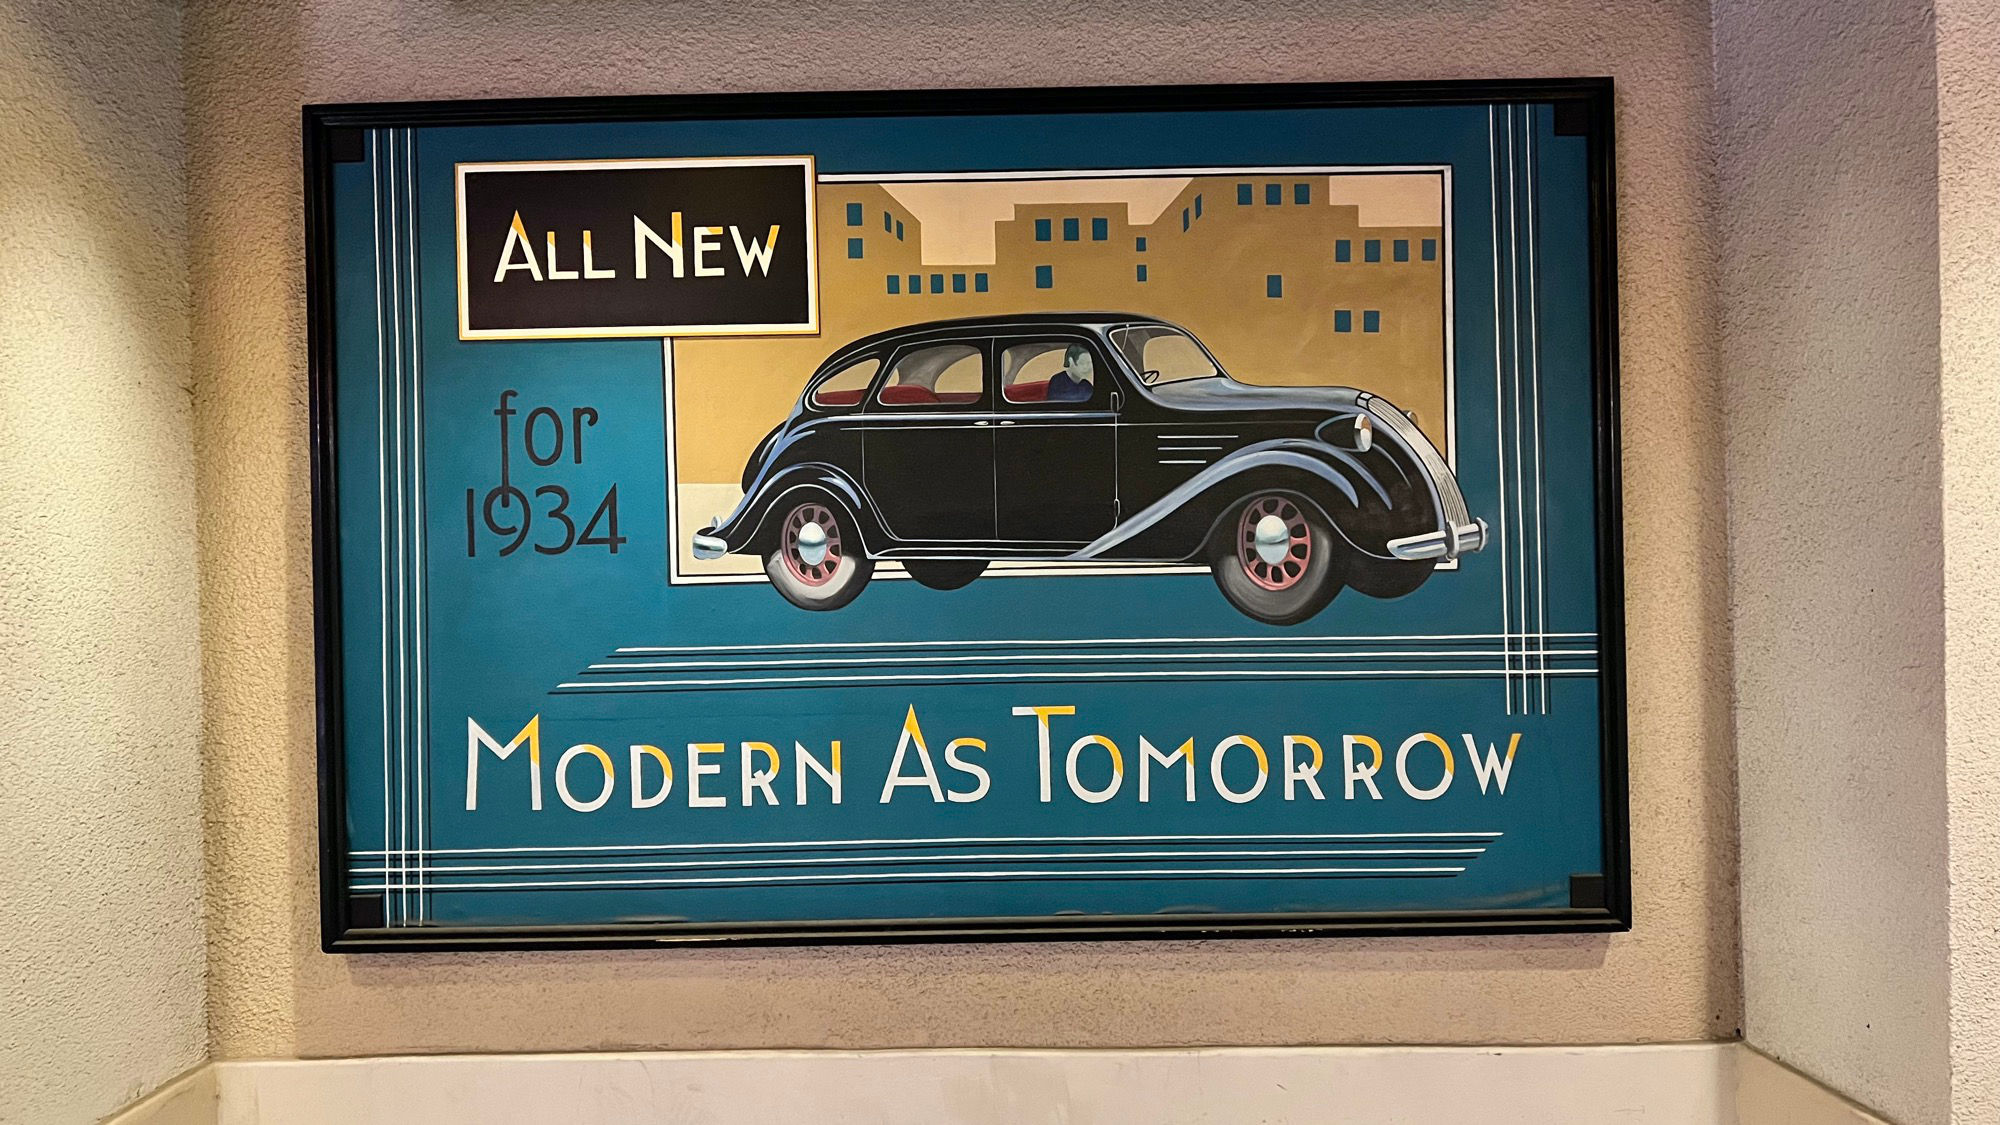 All New
for
1934
Modern As Tomorrow